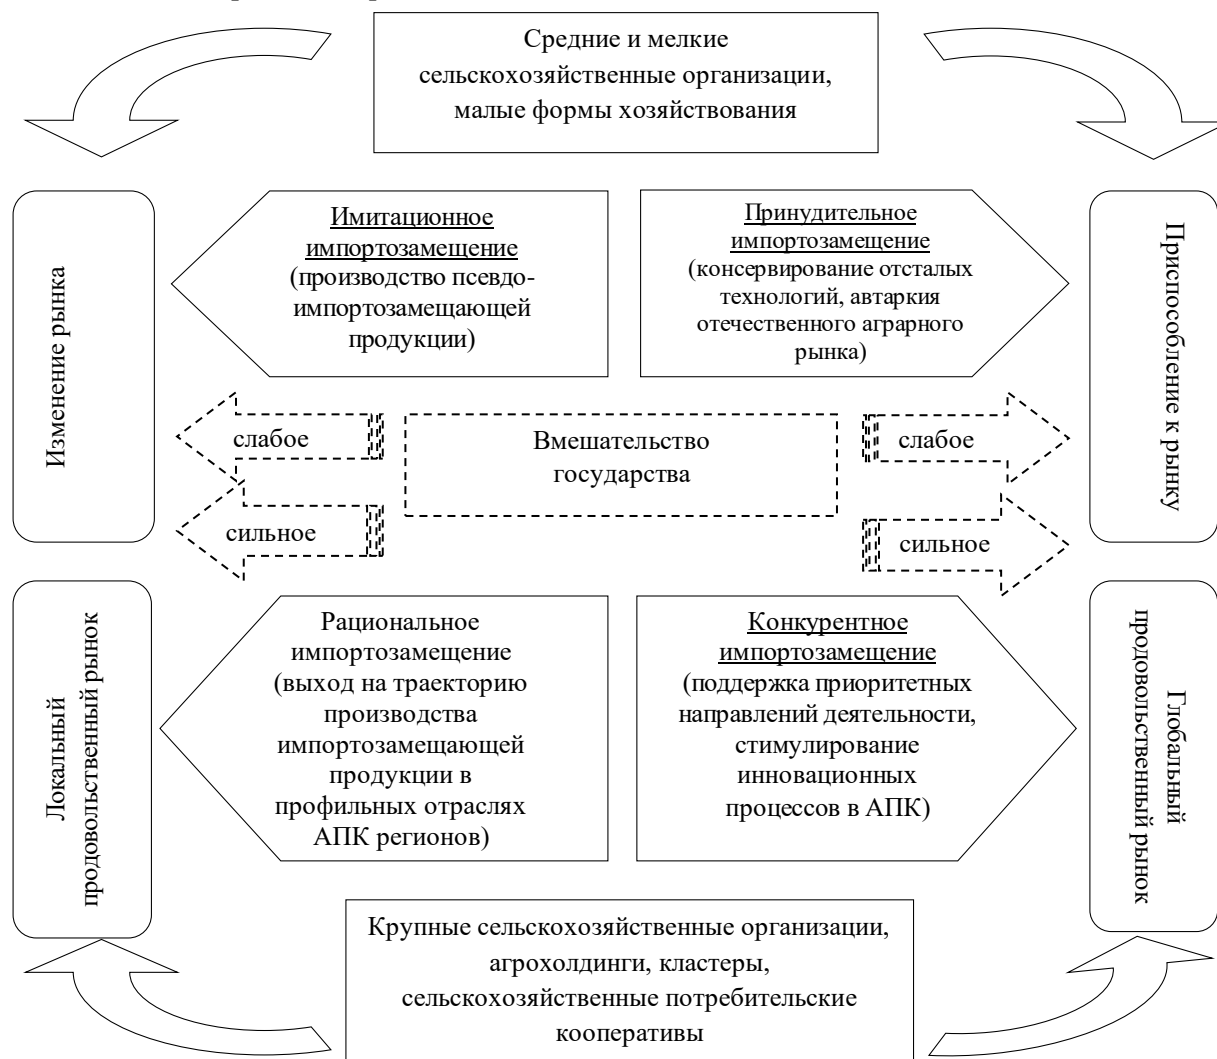 Средние и мелкие
сельскохозяйственные организации,
малые формы хозяйствования
Изменение рынка
Имитационное
импортозамещение
(производство псевдо-
импортозамещающей
продукции)
Принудительное
импортозамещение
(консервирование отсталых
технологий, автаркия
отечественного аграрного
рынка)
Приспособление к рынку
слабое
Вмешательство
государства
слабое
сильное
сильное
Локальный
продовольственный рынок
Рациональное
импортозамещение
(выход на траекторию
производства
импортозамещающей
продукции в
профильных отраслях
АПК регионов)
Конкурентное
импортозамещение
(поддержка приоритетных
направлений деятельности,
стимулирование
инновационных
процессов в АПК)
Глобальный
продовольственный рынок
Крупные сельскохозяйственные организации,
агрохолдинги, кластеры,
сельскохозяйственные потребительские
кооперативы